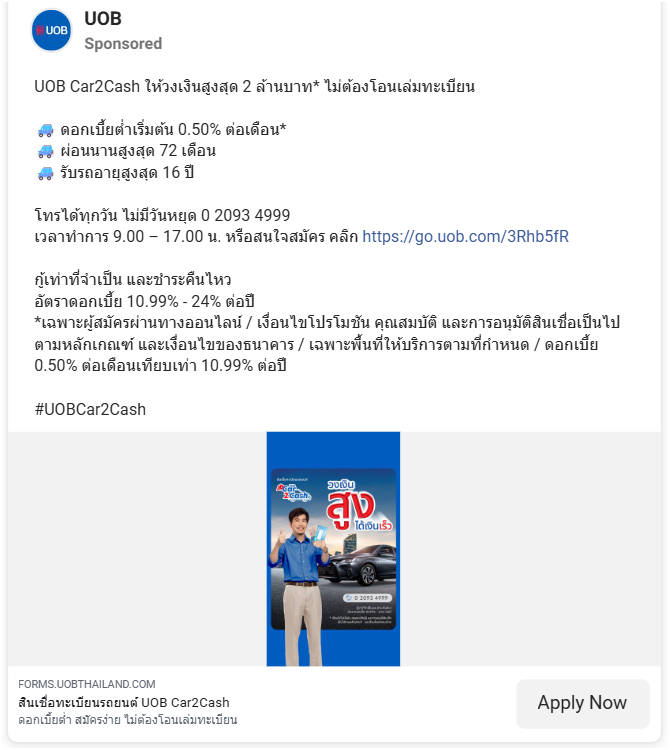 UOB
UOB
Sponsored
UOB Car2Cash ให้วงเงินสูงสุด 2 ล้านบาท* ไม่ต้องโอนเล่มทะเบียน
ดอกเบี้ยต่ำเริ่มต้น 0.50% ต่อเดือน*
ผ่อนนานสูงสุด 72 เดือน
รับรถอายุสูงสุด 16 ปี
โทรได้ทุกวัน ไม่มีวันหยุด 0 2093 4999
เวลาทำการ 9.00 – 17.00 น. หรือสนใจสมัคร คลิก https://go.uob.com/3Rhb5fR
กู้เท่าที่จำเป็น และชำระคืนไหว
อัตราดอกเบี้ย 10.99% - 24% ต่อปี
*เฉพาะผู้สมัครผ่านทางออนไลน์ / เงื่อนไขโปรโมชัน คุณสมบัติ และการอนุมัติสินเชื่อเป็นไป
ตามหลักเกณฑ์ และเงื่อนไขของธนาคาร / เฉพาะพื้นที่ให้บริการตามที่กำหนด / ดอกเบี้ย
0.50% ต่อเดือนเทียบเท่า 10.99% ต่อปี
#UOBCar2Cash
Car
2Cash
วงเงิน
สูง
ได้เงินเร็ว
0 2093 4999
FORMS.UOBTHAILAND.COM
สินเชื่อทะเบียนรถยนต์ UOB Car2Cash
ดอกเบี้ยต่ำ สมัครง่าย ไม่ต้องโอนเล่มทะเบียน
Apply Now